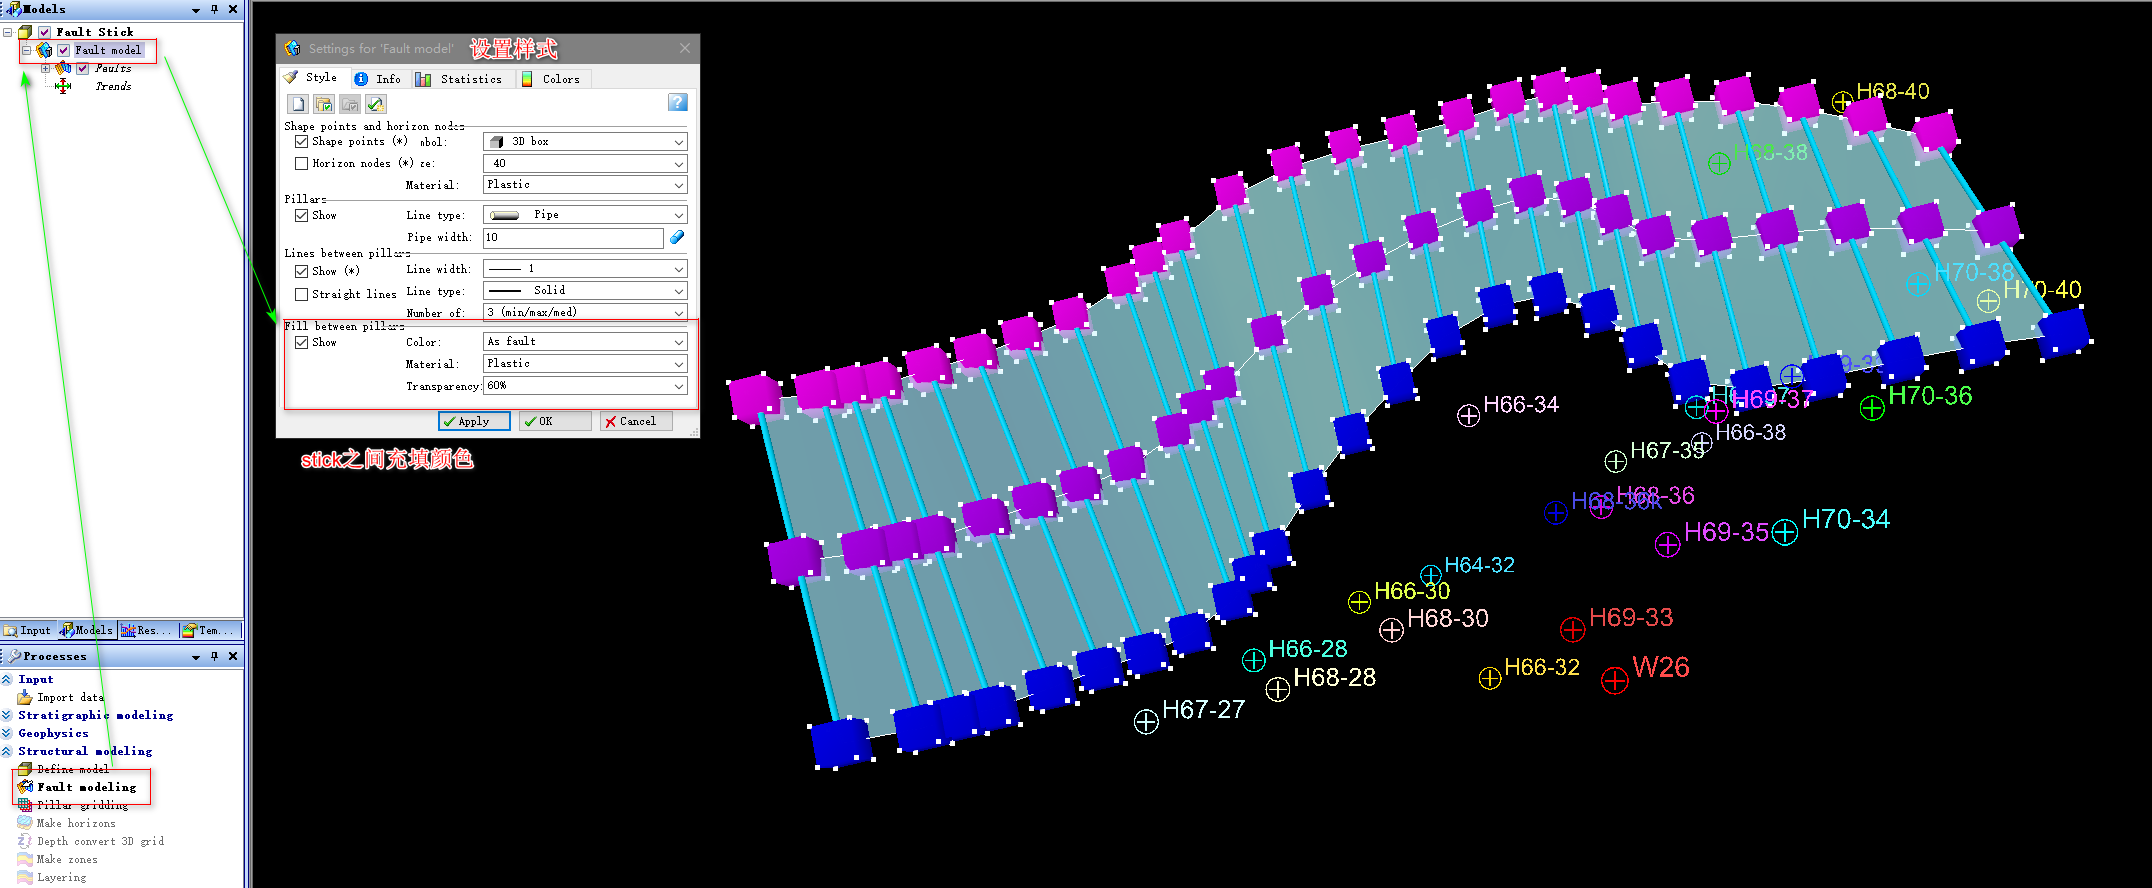 Models
Fault Stick
Fault model
Faults
Trends
Input
Models
Res...
Tem...
Processes
Input
Import data
Stratigraphic modeling
Geophysics
Structural modeling
Define model
Fault modeling
Pillar gridding
Make horizons
Depth convert 3D grid
Make zones
Layering
Settings for 'Fault model'
设置样式
Style
Info
Statistics
Colors
Shape points and horizon nodes
Shape points (*)
mbol:
3D box
Horizon nodes (*)
ze:
40
Material:
Plastic
Pillars
Show
Line type:
Pipe
Pipe width:
10
Lines between pillars
Show (*)
Line width:
1
Straight lines
Line type:
Solid
Number of:
3 (min/max/med)
Fill between pillars
Show
Color:
As fault
Material:
Plastic
Transparency:
60%
Apply
OK
Cancel
stick之间充填颜色
H68-40
H68-38
H70-38
H70-40
H69-37
H70-36
H66-34
H66-38
H67-35
H68-36
H69-35
H70-34
H64-32
H66-30
H68-30
H69-33
H66-28
H66-32
W26
H68-28
H67-27